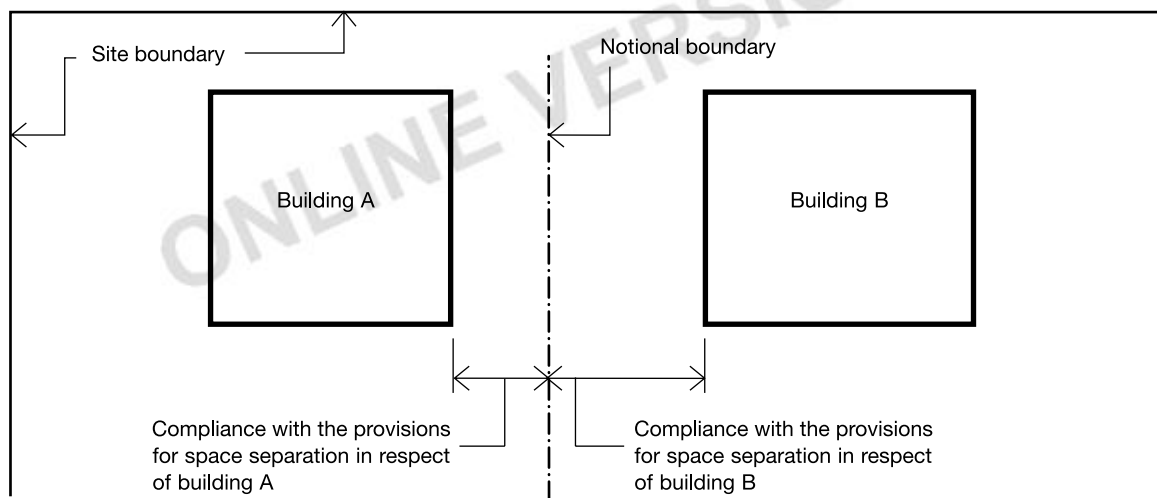 Site boundary
Notional boundary
ONLINE VERSI
Building A
Building B
Compliance with the provisions
for space separation in respect
of building A
Compliance with the provisions
for space separation in respect
of building B